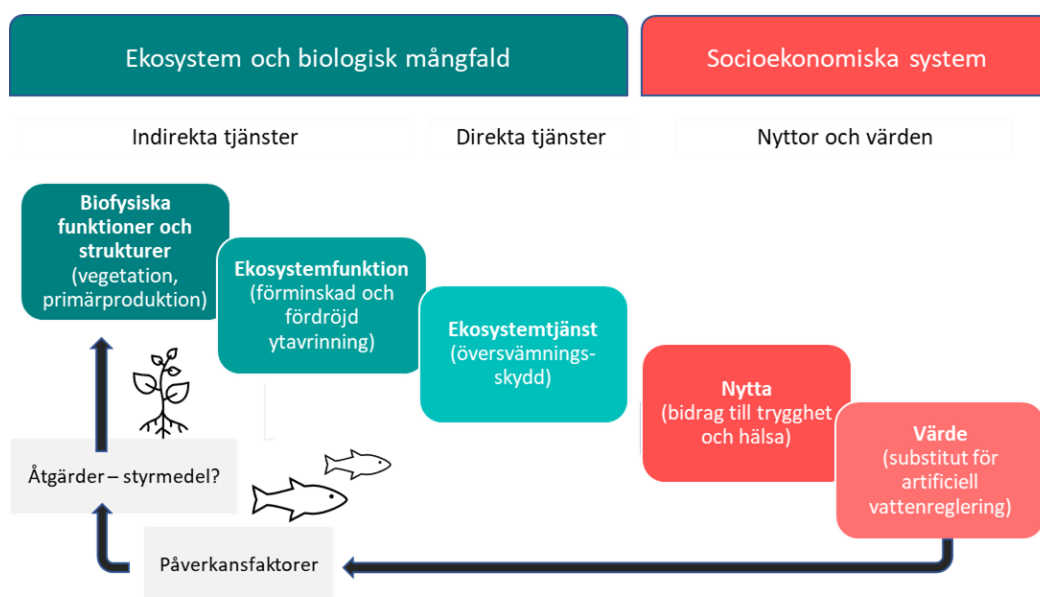 Ekosystem och biologisk mångfald
Socioekonomiska system
Indirekta tjänster
Direkta tjänster
Nyttor och värden
Biofysiska
funktioner och
strukturer
(vegetation,
primärproduktion)
Ekosystemfunktion
(förminskad och
fördröjd
ytavrinning)
Ekosystemtjänst
(översvämnings-
skydd)
Nytta
(bidrag till trygghet
och hälsa)
Värde
(substitut för
artificiell
vattenreglering)
Åtgärder – styrmedel?
Påverkansfaktorer